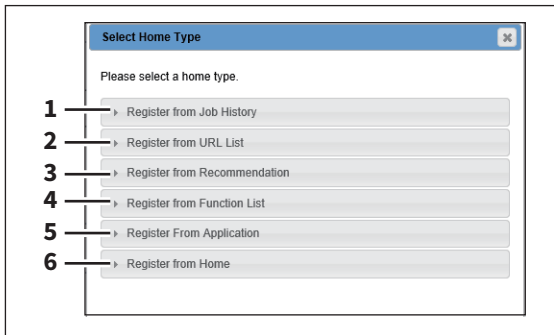 Select Home Type
Please select a home type.
1 Register from Job History
2 Register from URL List
3 Register from Recommendation
4 Register from Function List
5 Register From Application
6 Register from Home